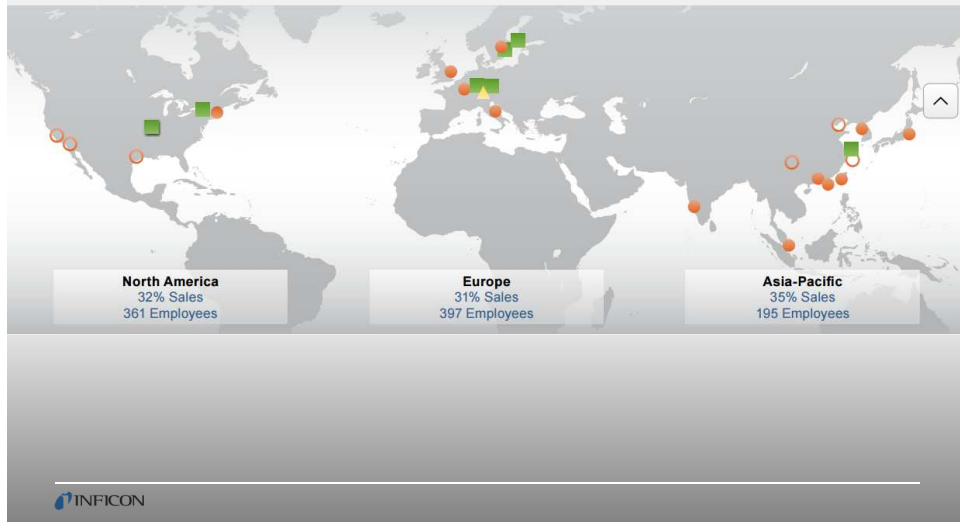 North America
32% Sales
361 Employees
Europe
31% Sales
397 Employees
Asia-Pacific
35% Sales
195 Employees
INFICON